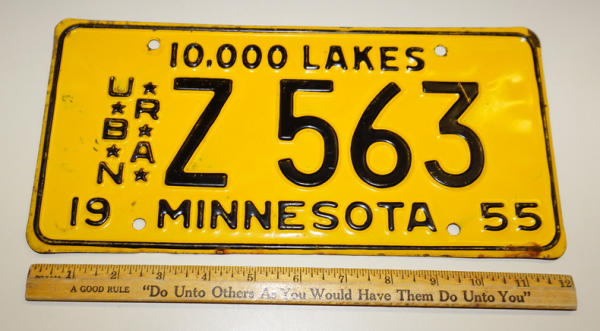 10.000 LAKES
URBAN
Z 563
19 MINNESOTA 55
1 2 3 4 5 6 7 8 9 10 11 12
A GOOD RULE "Do Unto Others As You Would Have Them Do Unto You"